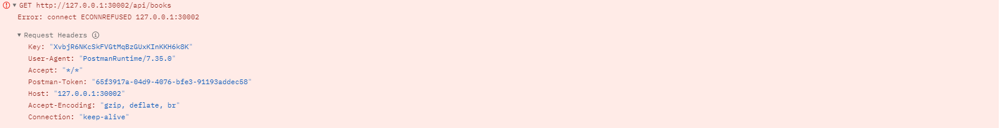 GET http://127.0.0.1:30002/api/books
Error: connect ECONNREFUSED 127.0.0.1:30002
Request Headers
Key: "XvbjR6NKcSkFVGtMqBzGUxKInKKH6k8K"
User-Agent: "PostmanRuntime/7.35.0"
Accept: "*/*"
Postman-Token: "65f3917a-04d9-4076-bfe3-91193addec58"
Host: "127.0.0.1:30002"
Accept-Encoding: "gzip, deflate, br"
Connection: "keep-alive"